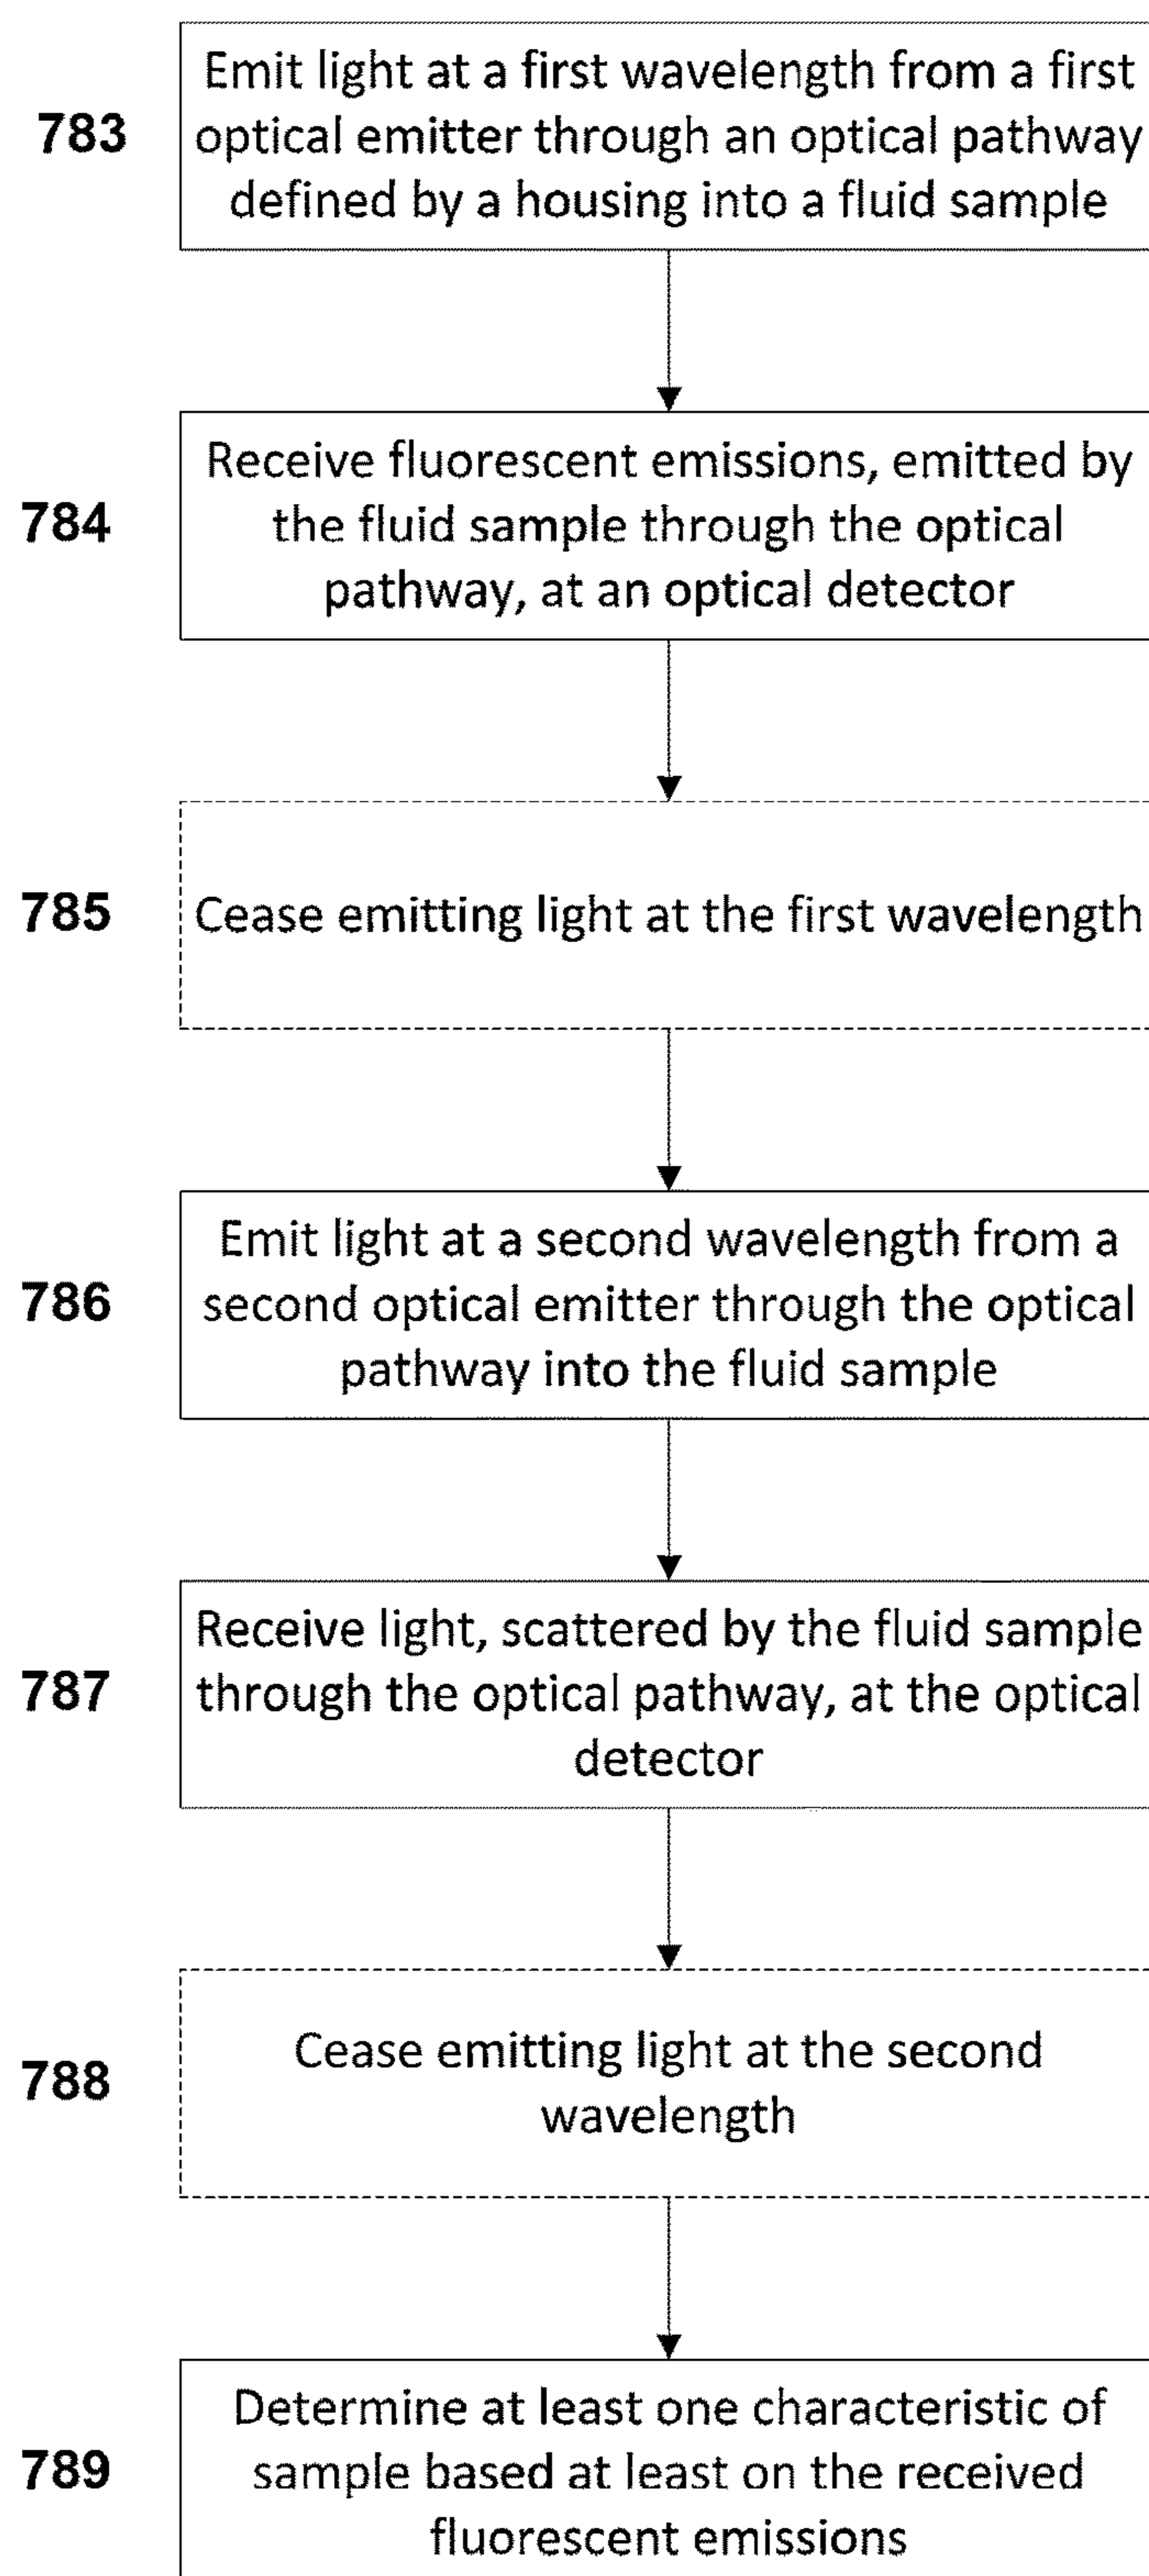 Emit light at a first wavelength from a first
783
optical emitter through an optical pathway
defined by a housing into a fluid sample
Receive fluorescent emissions, emitted by
784
the fluid sample through the optical
pathway, at an optical detector
785
Cease emitting light at the first wavelength
Emit light at a second wavelength from a
786
second optical emitter through the optical
pathway into the fluid sample
Receive light, scattered by the fluid sample
787
through the optical pathway, at the optical
detector
788
Cease emitting light at the second
wavelength
Determine at least one characteristic of
789
sample based at least on the received
fluorescent emissions